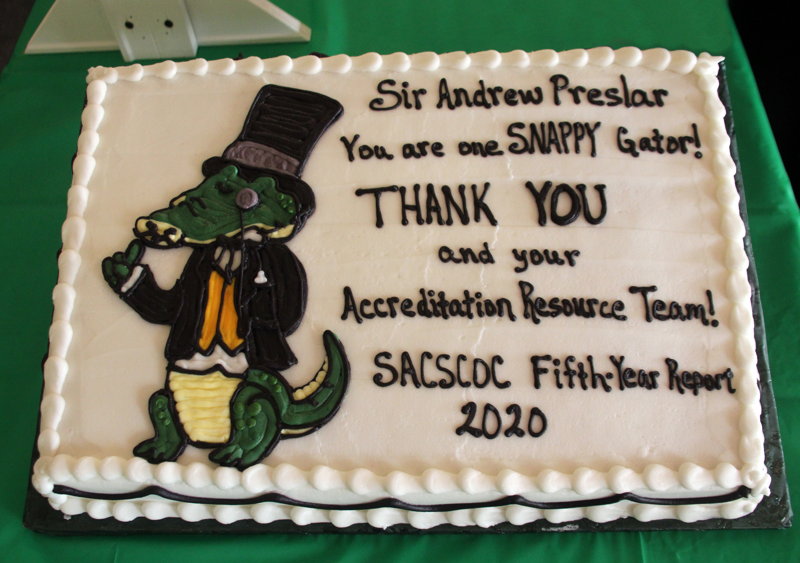 Sir Andrew Preslar
You are one SNAPPY Gator!
THANK YOU
and your
Accreditation Resource Team!
SACSCOC Fifth-Year Report
2020